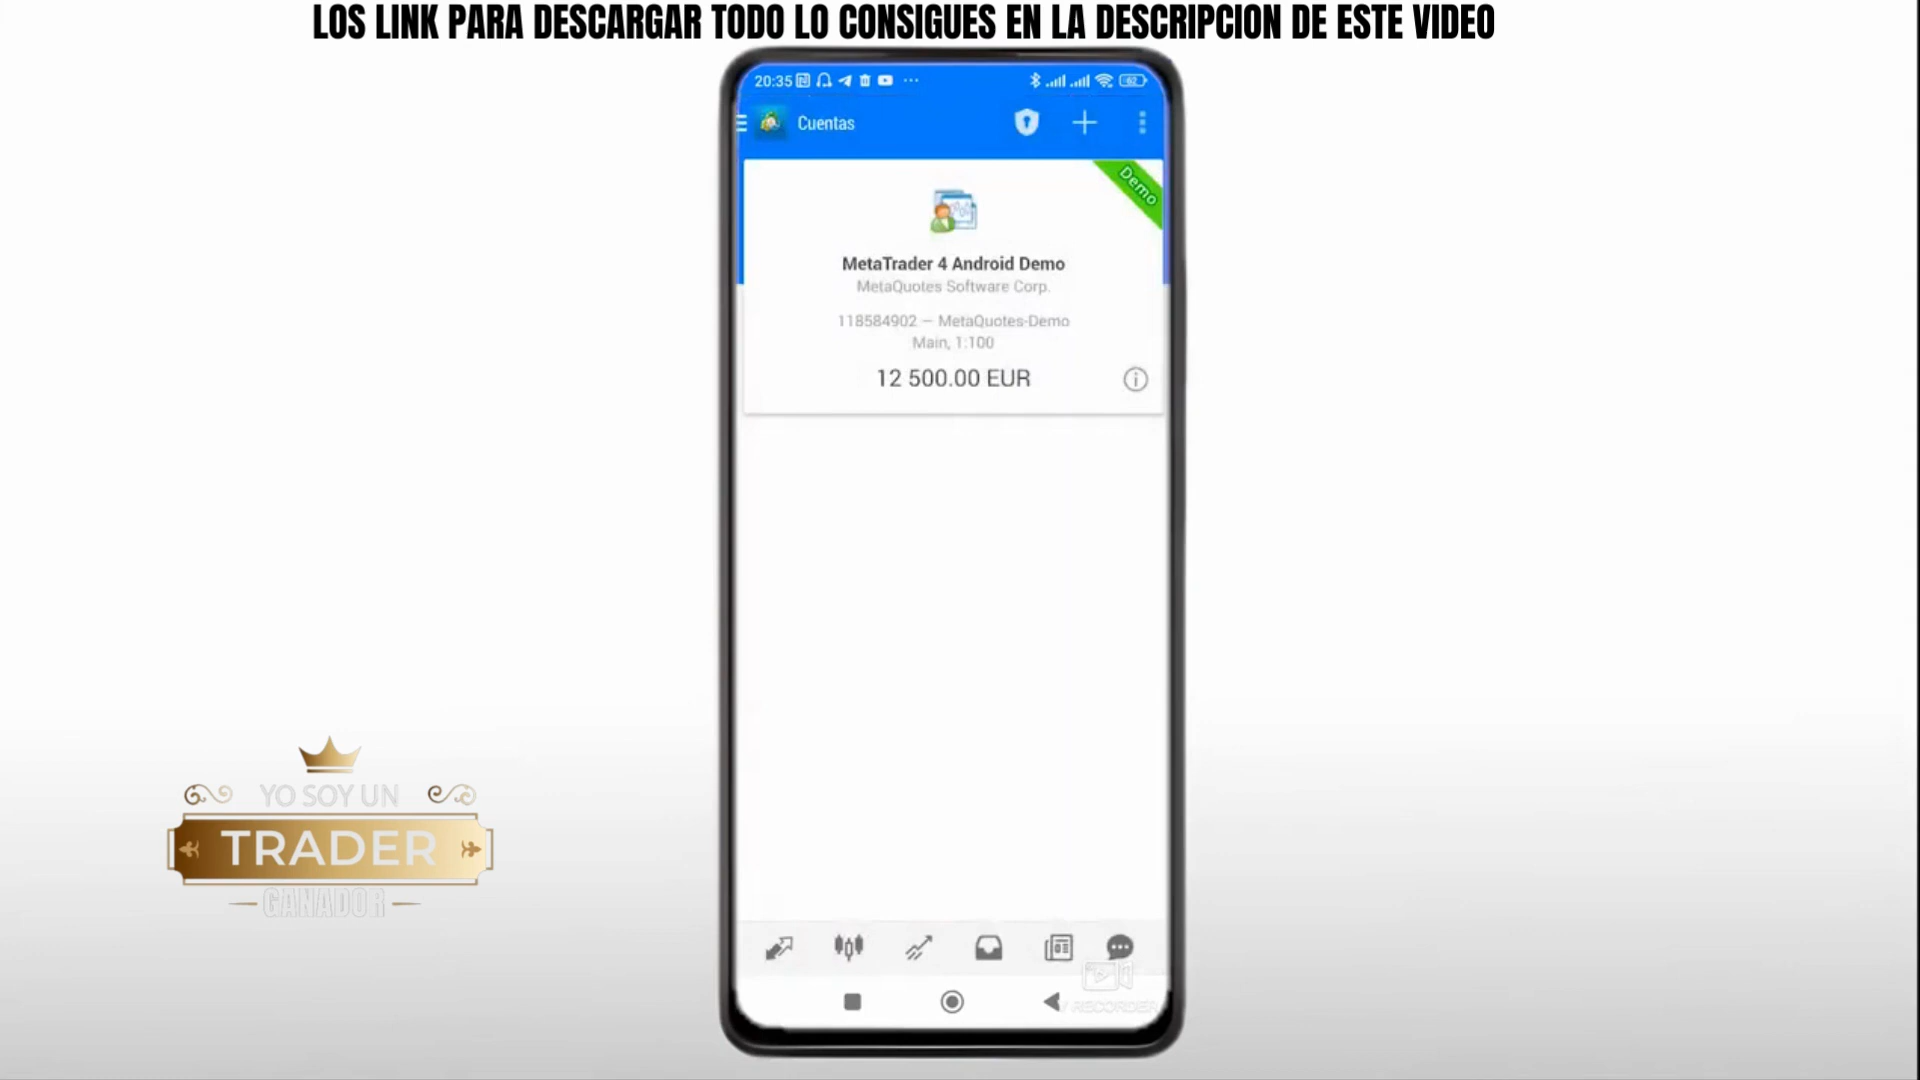 LOS LINK PARA DESCARGAR TODO LO CONSIGUES EN LA DESCRIPCION DE ESTE VIDEO
20:35
62
Cuentas
Demo
MetaTrader 4 Android Demo
MetaQuotes Software Corp.
118584902 — MetaQuotes-Demo
Main, 1:100
12 500.00 EUR
YO SOY UN
TRADER
GANADOR
RECORDER